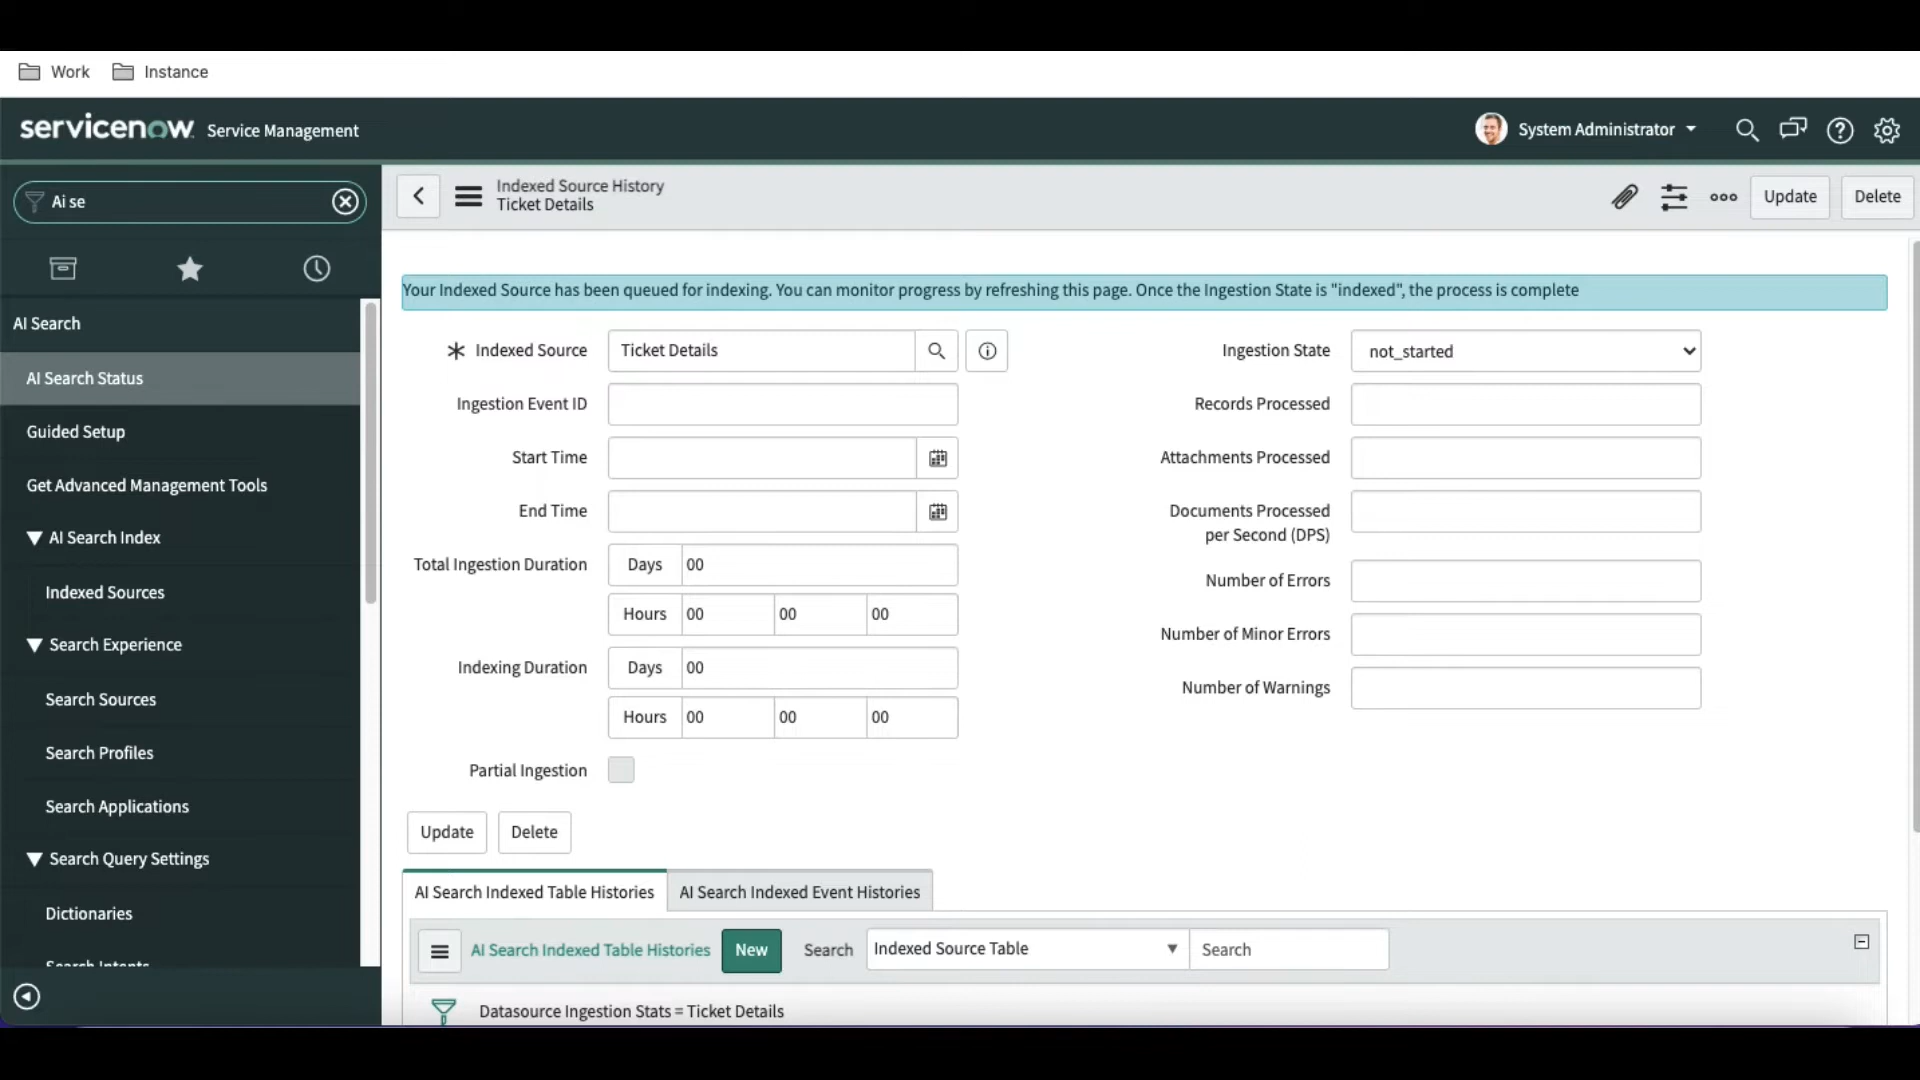 Work Instance
servicenow Service Management
System Administrator
Ai se
Indexed Source History
Ticket Details
Update Delete
AI Search
AI Search Status
Guided Setup
Get Advanced Management Tools
AI Search Index
Indexed Sources
Search Experience
Search Sources
Search Profiles
Search Applications
Search Query Settings
Dictionaries
Search Intents
Your Indexed Source has been queued for indexing. You can monitor progress by refreshing this page. Once the Ingestion State is "indexed", the process is complete
Indexed Source Ticket Details
Ingestion Event ID
Start Time
End Time
Total Ingestion Duration Days 00
Hours 00 00 00
Indexing Duration Days 00
Hours 00 00 00
Partial Ingestion
Ingestion State not_started
Records Processed
Attachments Processed
Documents Processed
per Second (DPS)
Number of Errors
Number of Minor Errors
Number of Warnings
Update Delete
AI Search Indexed Table Histories AI Search Indexed Event Histories
AI Search Indexed Table Histories New Search Indexed Source Table Search
Datasource Ingestion Stats = Ticket Details